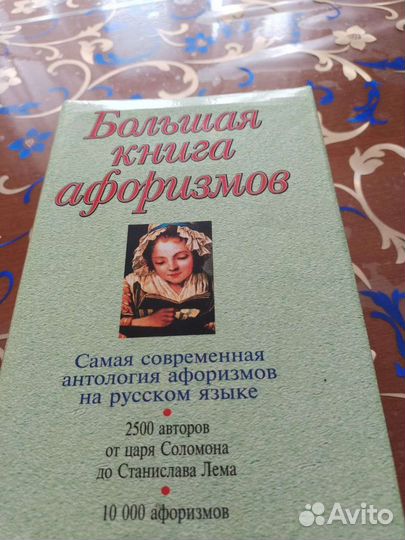 Большая
книга
афоризмов
Самая современная
антология афоризмов
на русском языке
• 2500 авторов
от царя Соломона
до Станислава Лема
• 10 000 афоризмов
Avito